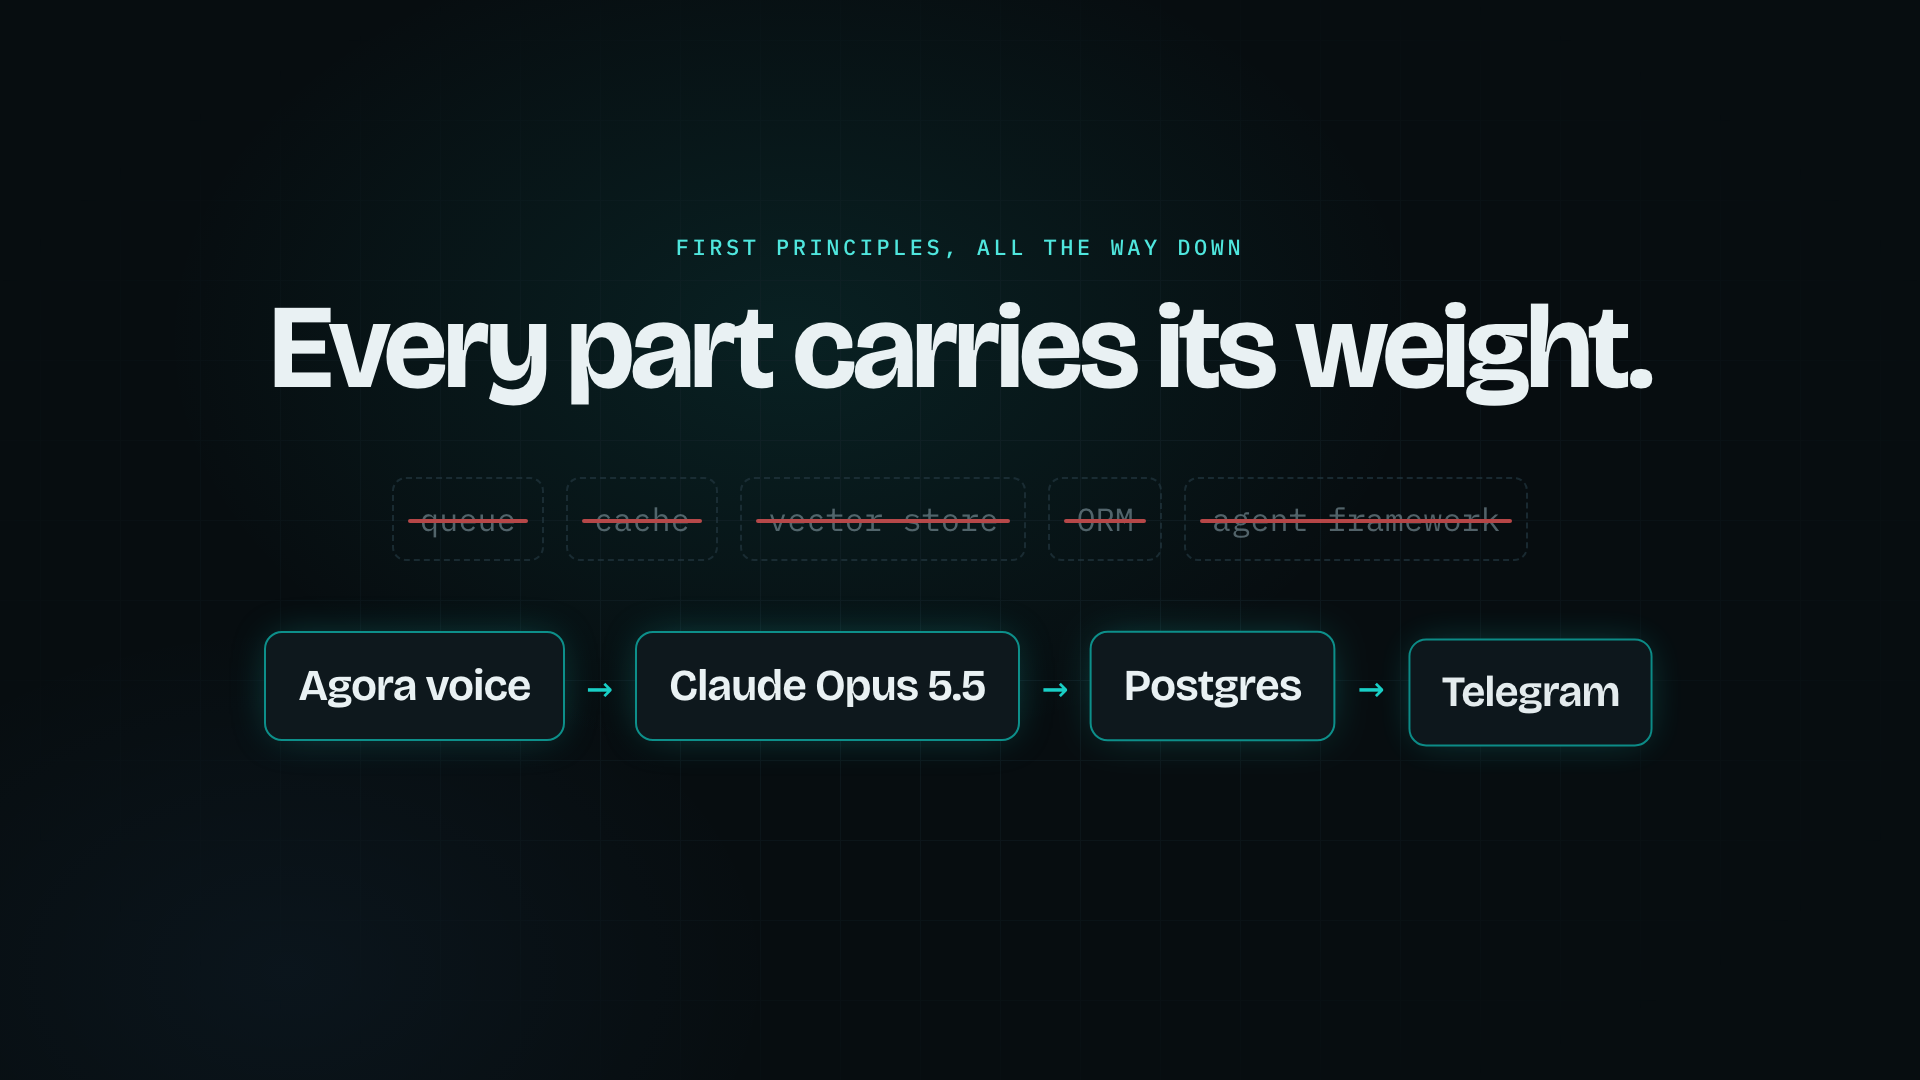 FIRST PRINCIPLES, ALL THE WAY DOWN
Every part carries its weight.
queue cache vector store ORM agent framework
Agora voice → Claude Opus 5.5 → Postgres → Telegram